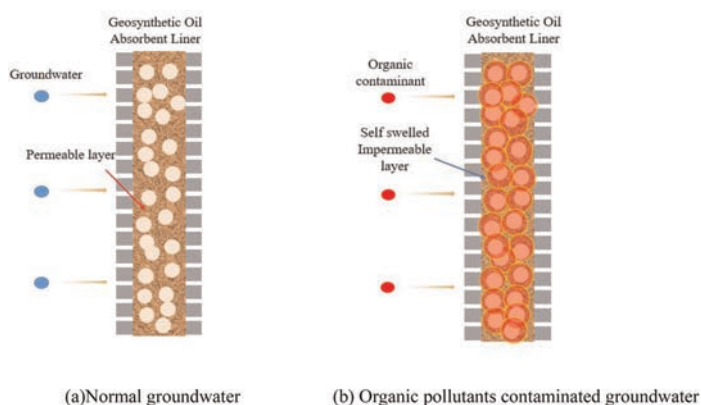 Geosynthetic Oil
Absorbent Liner
Groundwater
Permeable layer
(a)Normal groundwater
Geosynthetic Oil
Absorbent Liner
Organic
contaminant
Self swelled
Impermeable
layer
(b) Organic pollutants contaminated groundwater